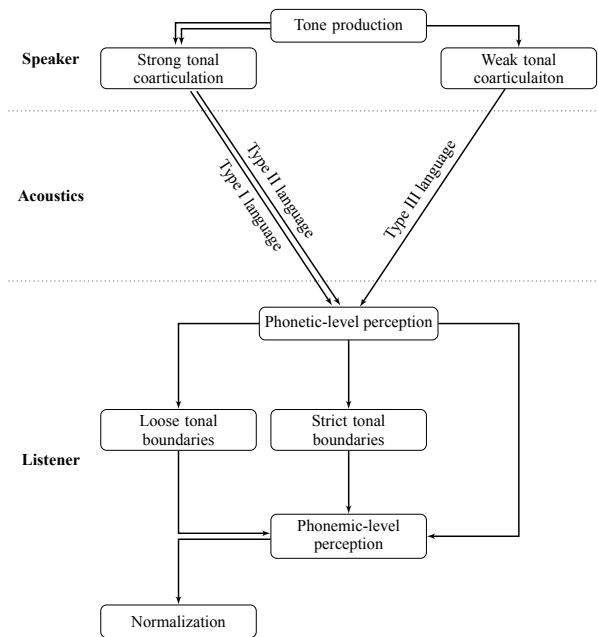 Tone production
Speaker
Strong tonal
coarticulation
Weak tonal
coarticulaiton
Acoustics
Type I language
Type II language
Type III language
Phonetic-level perception
Loose tonal
boundaries
Strict tonal
boundaries
Listener
Phonemic-level
perception
Normalization